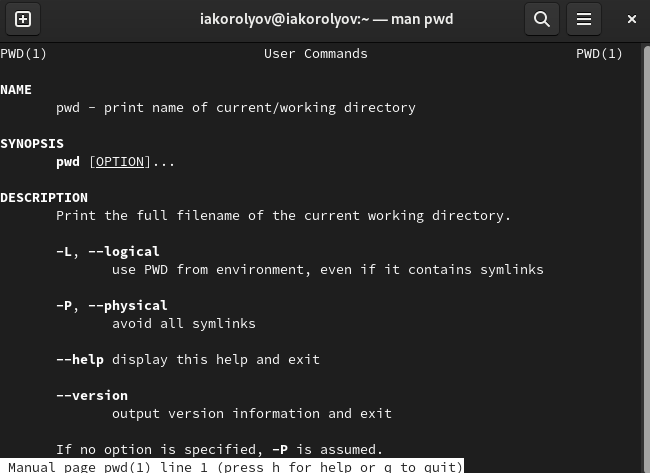 iakorolyov@iakorolyov:~ — man pwd
PWD(1) User Commands PWD(1)
NAME
pwd - print name of current/working directory
SYNOPSIS
pwd [OPTION]...
DESCRIPTION
Print the full filename of the current working directory.
-L, --logical
use PWD from environment, even if it contains symlinks
-P, --physical
avoid all symlinks
--help display this help and exit
--version
output version information and exit
If no option is specified, -P is assumed.
Manual page pwd(1) line 1 (press h for help or q to quit)